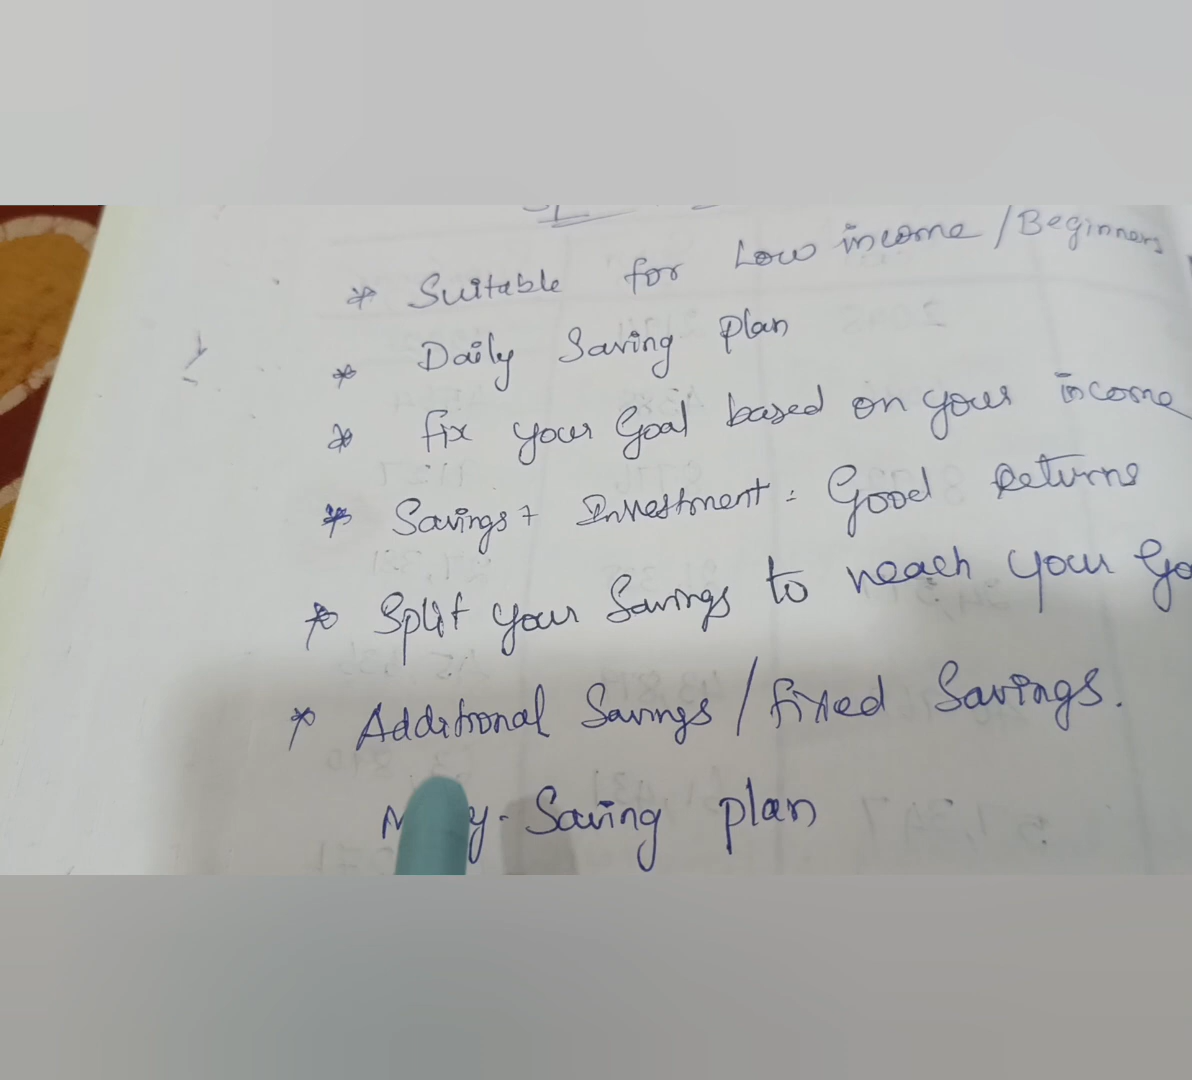 * Suitable for Low income / Beginners
* Daily Saving plan
* fix your Goal based on your income
* Savings + Investment = Good Returns
* Split your Savings to reach your Go
* Additional Savings / fixed Savings.
Saving plan